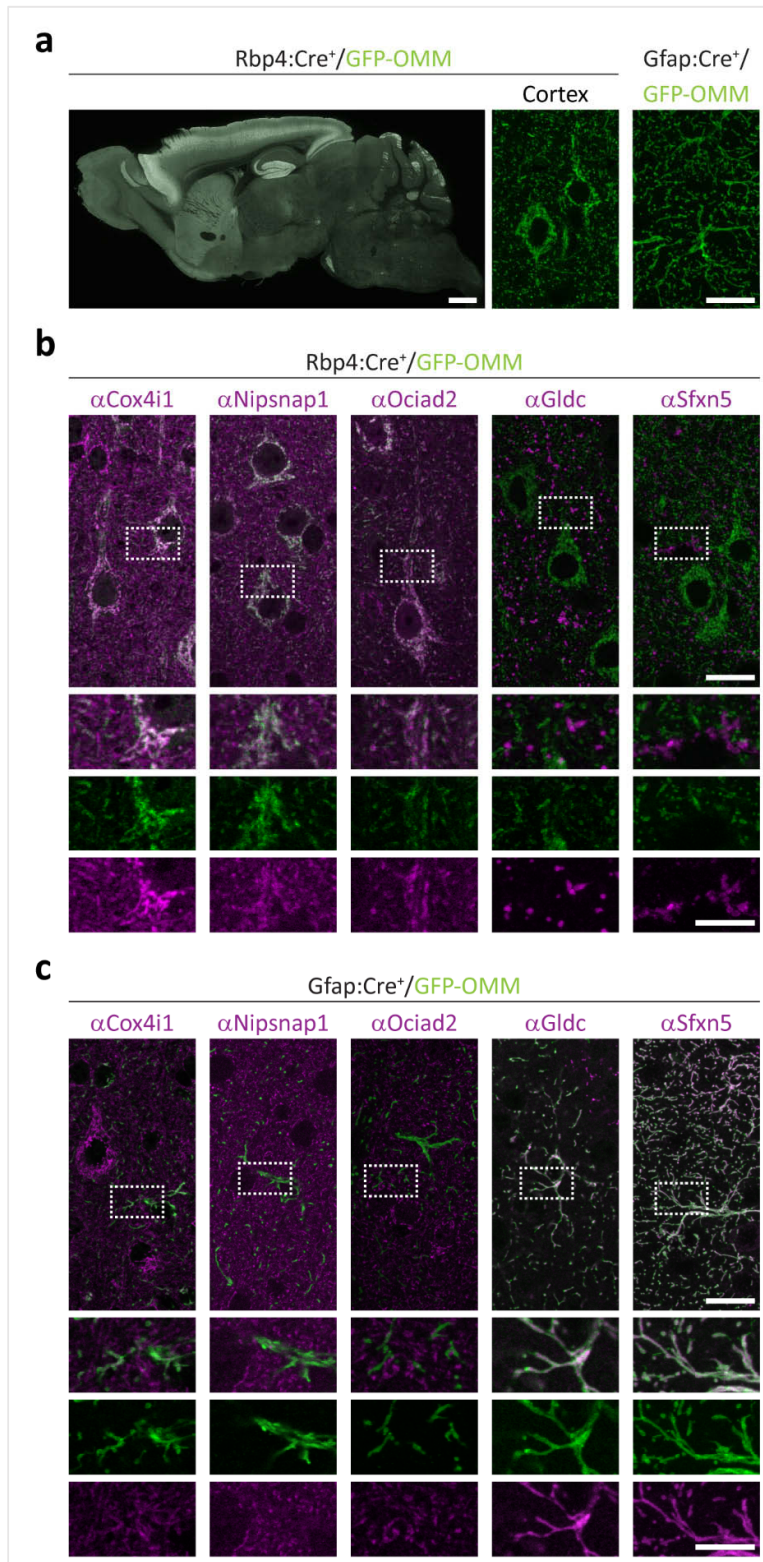 a
Rbp4:Cre⁺/GFP-OMM
Gfap:Cre⁺/
Cortex
GFP-OMM
b
Rbp4:Cre⁺/GFP-OMM
αCox4i1 αNipsnap1 αOciad2 αGldc αSfxn5
c
Gfap:Cre⁺/GFP-OMM
αCox4i1 αNipsnap1 αOciad2 αGldc αSfxn5